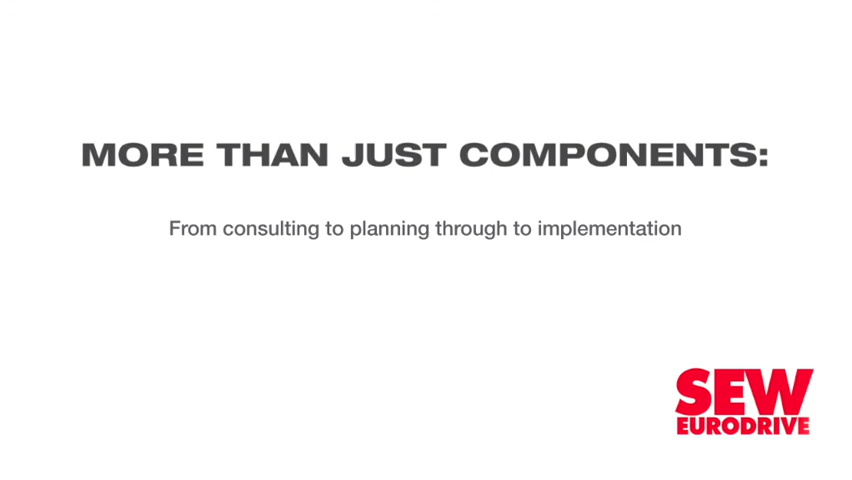 MORE THAN JUST COMPONENTS:
From consulting to planning through to implementation
SEW
EURODRIVE